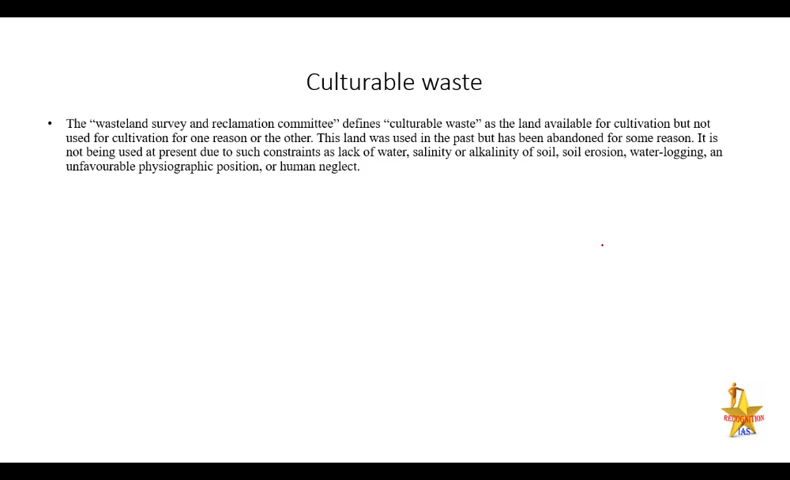 Culturable waste
• The “wasteland survey and reclamation committee” defines “culturable waste” as the land available for cultivation but not
used for cultivation for one reason or the other. This land was used in the past but has been abandoned for some reason. It is
not being used at present due to such constraints as lack of water, salinity or alkalinity of soil, soil erosion, water-logging, an
unfavourable physiographic position, or human neglect.
RECOGNITION
IAS